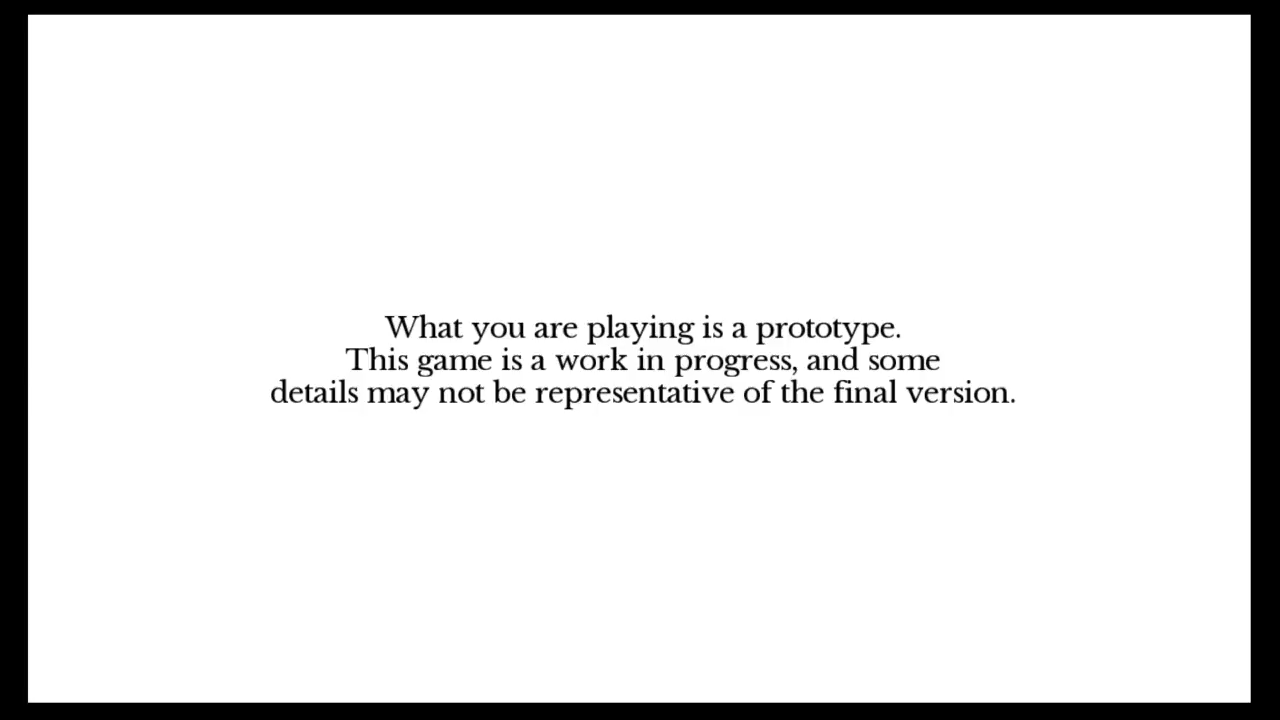 What you are playing is a prototype.
This game is a work in progress, and some
details may not be representative of the final version.